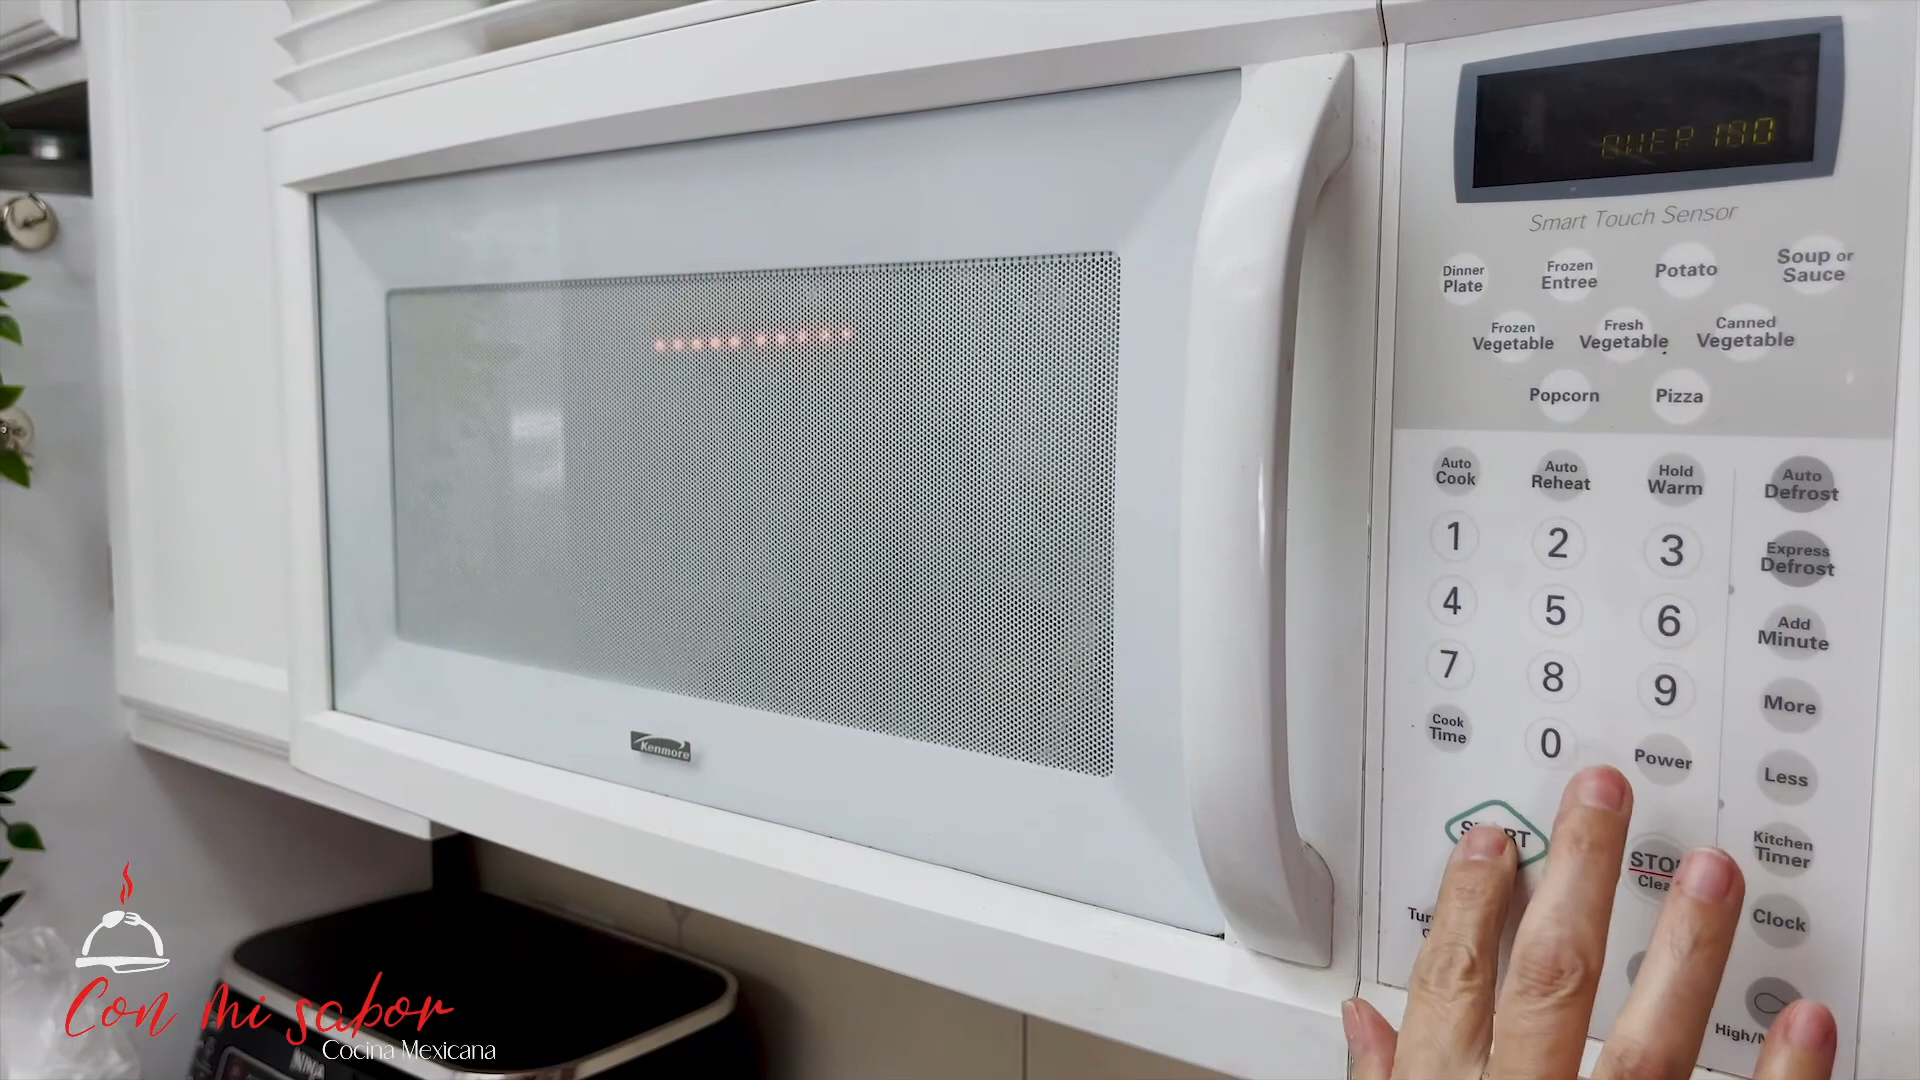 Smart Touch Sensor
Dinner
Plate
Frozen
Entree
Potato
Soup or
Sauce
Frozen
Vegetable
Fresh
Vegetable
Canned
Vegetable
Popcorn
Pizza
Auto
Cook
Auto
Reheat
Hold
Warm
Auto
Defrost
1
2
3
Express
Defrost
4
5
6
Add
Minute
7
8
9
More
Cook
Time
0
Power
Less
Kenmore
START
Kitchen
Timer
Clock
Con mi sabor
Cocina Mexicana